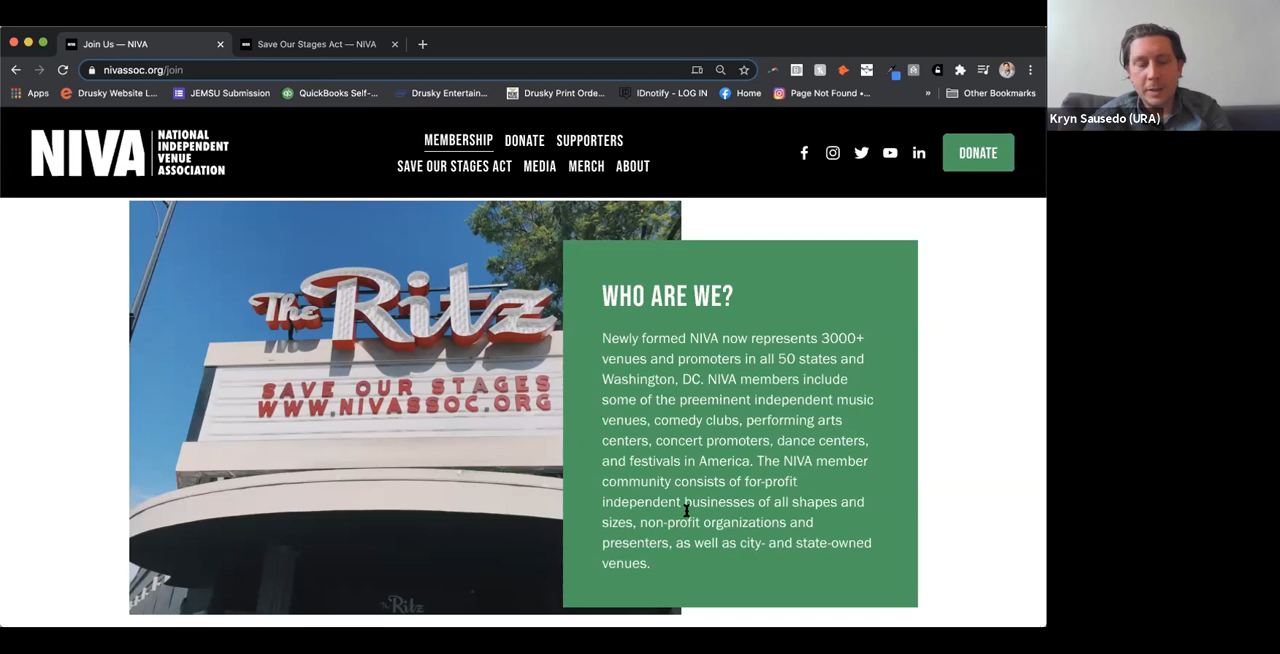 Join Us — NIVA
Save Our Stages Act — NIVA
nivassoc.org/join
Apps
Drusky Website L...
JEMSU Submission
QuickBooks Self-...
Drusky Entertain...
Drusky Print Orde...
IDnotify - LOG IN
Home
Page Not Found •...
»
Other Bookmarks
Kryn Sausedo (URA)
NIVA
NATIONAL
INDEPENDENT
VENUE
ASSOCIATION
MEMBERSHIP DONATE SUPPORTERS
SAVE OUR STAGES ACT MEDIA MERCH ABOUT
DONATE
The Ritz
SAVE OUR STAGES
WWW.NIVASSOC.ORG
The Ritz
WHO ARE WE?
Newly formed NIVA now represents 3000+
venues and promoters in all 50 states and
Washington, DC. NIVA members include
some of the preeminent independent music
venues, comedy clubs, performing arts
centers, concert promoters, dance centers,
and festivals in America. The NIVA member
community consists of for-profit
independent businesses of all shapes and
sizes, non-profit organizations and
presenters, as well as city- and state-owned
venues.